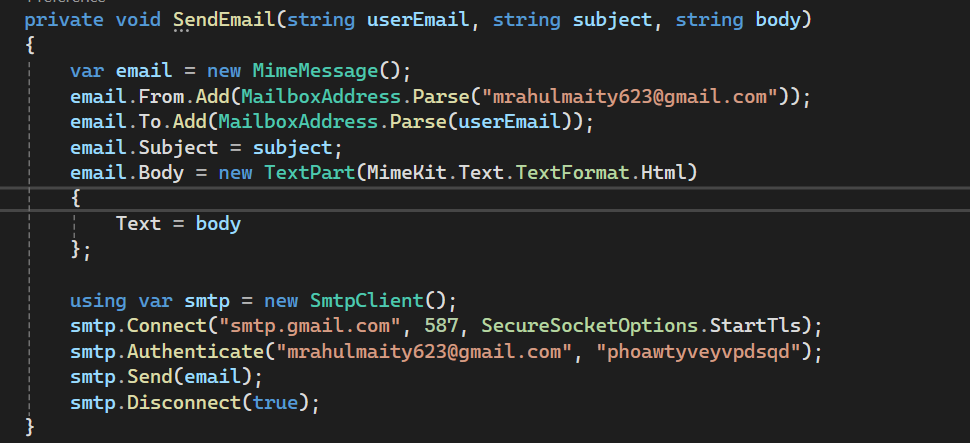 private void SendEmail(string userEmail, string subject, string body)
{
var email = new MimeMessage();
email.From.Add(MailboxAddress.Parse("mrahulmaity623@gmail.com"));
email.To.Add(MailboxAddress.Parse(userEmail));
email.Subject = subject;
email.Body = new TextPart(MimeKit.Text.TextFormat.Html)
{
Text = body
};
using var smtp = new SmtpClient();
smtp.Connect("smtp.gmail.com", 587, SecureSocketOptions.StartTls);
smtp.Authenticate("mrahulmaity623@gmail.com", "phoawtyveyvpdsqd");
smtp.Send(email);
smtp.Disconnect(true);
}